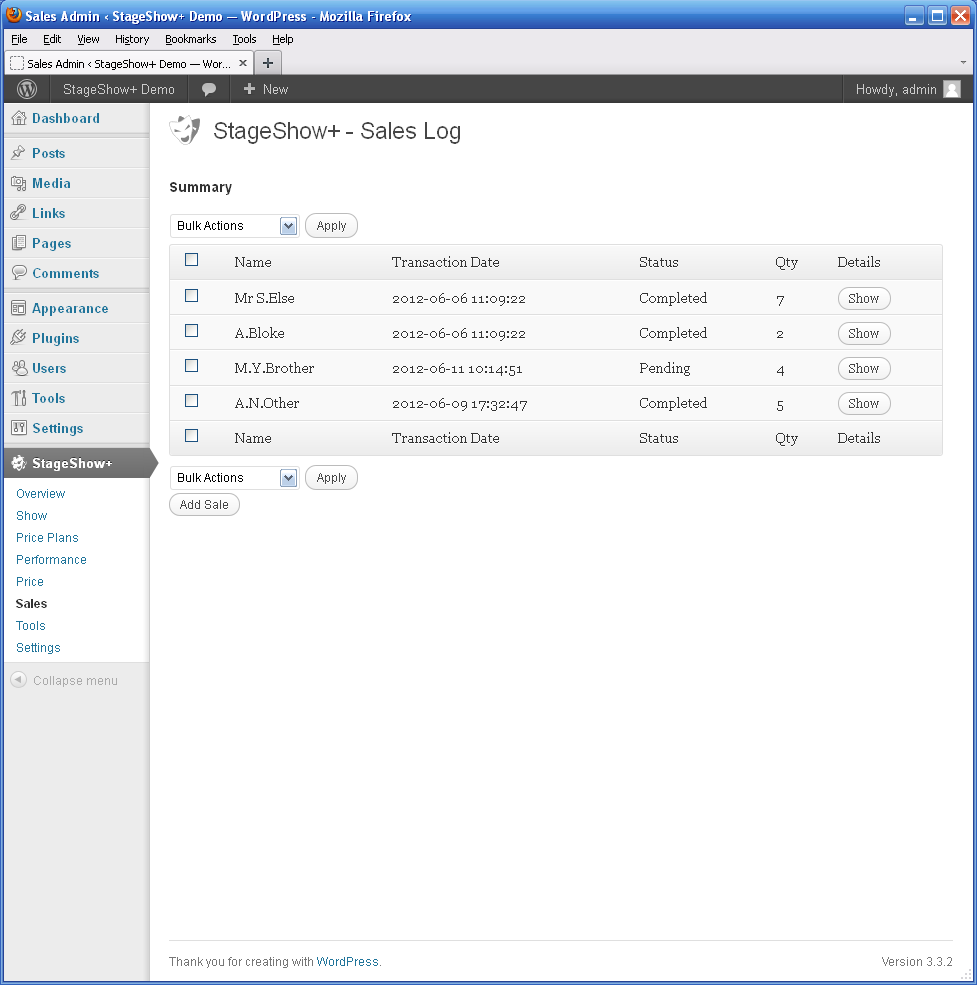 Sales Admin ‹ StageShow+ Demo — WordPress - Mozilla Firefox
File Edit View History Bookmarks Tools Help
Sales Admin ‹ StageShow+ Demo — Wor...
StageShow+ Demo + New Howdy, admin
Dashboard
Posts
Media
Links
Pages
Comments
Appearance
Plugins
Users
Tools
Settings
StageShow+
Overview
Show
Price Plans
Performance
Price
Sales
Tools
Settings
Collapse menu
StageShow+ - Sales Log
Summary
Bulk Actions Apply
Name Transaction Date Status Qty Details
Mr S.Else 2012-06-06 11:09:22 Completed 7 Show
A.Bloke 2012-06-06 11:09:22 Completed 2 Show
M.Y.Brother 2012-06-11 10:14:51 Pending 4 Show
A.N.Other 2012-06-09 17:32:47 Completed 5 Show
Name Transaction Date Status Qty Details
Bulk Actions Apply
Add Sale
Thank you for creating with WordPress. Version 3.3.2